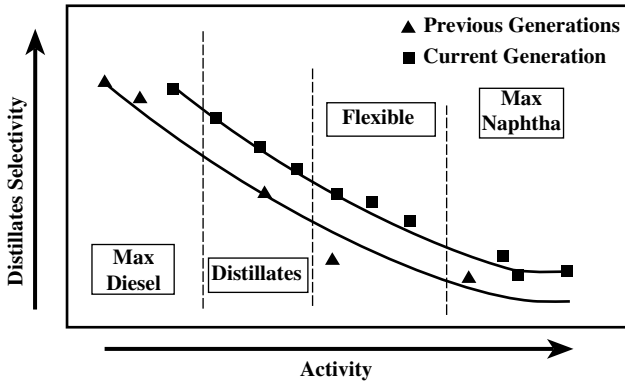 Previous Generations
Current Generation
Max
Naphtha
Flexible
Distillates Selectivity
Max
Diesel
Distillates
Activity